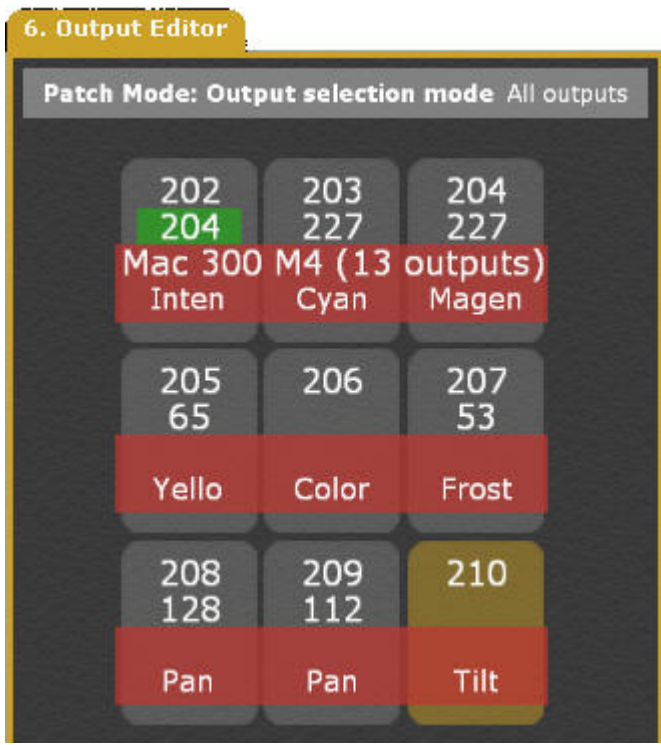 6. Output Editor
Patch Mode: Output selection mode All outputs
202 203 204
204 227 227
Mac 300 M4 (13 outputs)
Inten Cyan Magen
205 206 207
65 53
Yello Color Frost
208 209 210
128 112
Pan Pan Tilt